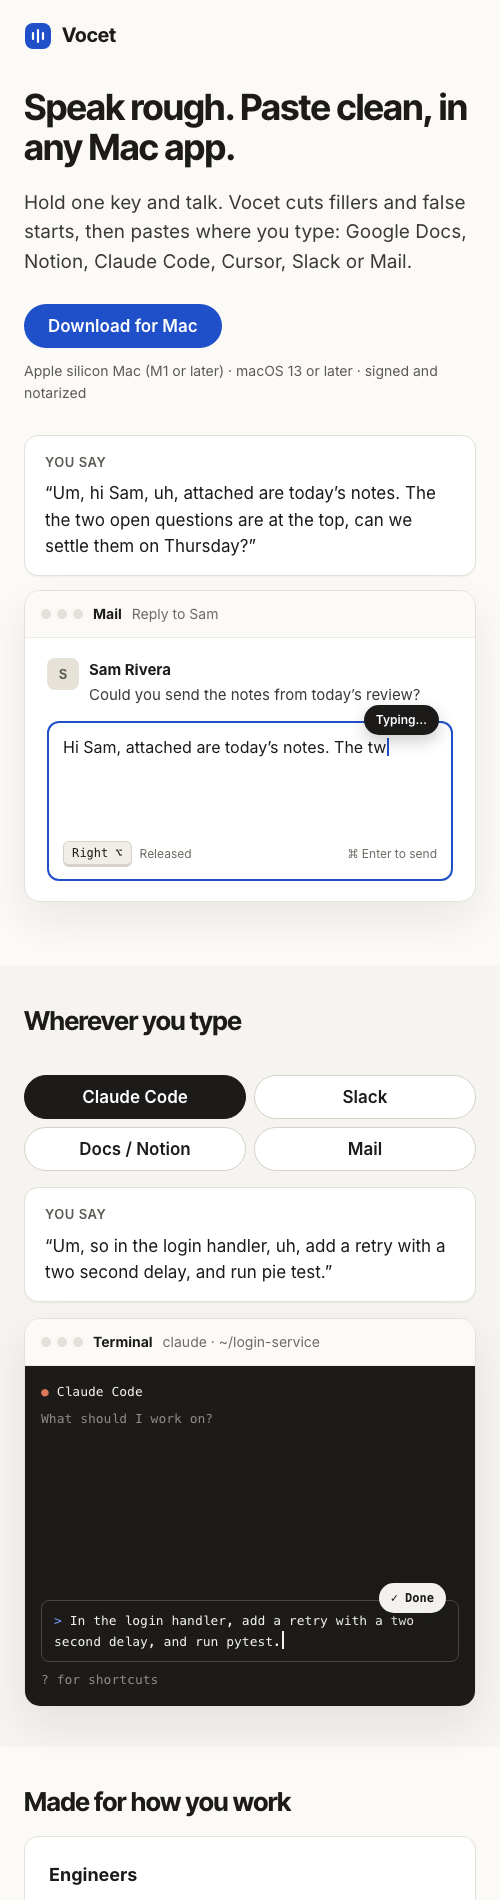 Vocet
Speak rough. Paste clean, in
any Mac app.
Hold one key and talk. Vocet cuts fillers and false
starts, then pastes where you type: Google Docs,
Notion, Claude Code, Cursor, Slack or Mail.
Download for Mac
Apple silicon Mac (M1 or later) · macOS 13 or later · signed and
notarized
YOU SAY
“Um, hi Sam, uh, attached are today’s notes. The
the two open questions are at the top, can we
settle them on Thursday?”
Mail Reply to Sam
S
Sam Rivera
Could you send the notes from today’s review?
Typing…
Hi Sam, attached are today’s notes. The tw
Right ⌥ Released ⌘ Enter to send
Wherever you type
Claude Code
Slack
Docs / Notion
Mail
YOU SAY
“Um, so in the login handler, uh, add a retry with a
two second delay, and run pie test.”
Terminal claude · ~/login-service
● Claude Code
What should I work on?
✓ Done
> In the login handler, add a retry with a two
second delay, and run pytest.
? for shortcuts
Made for how you work
Engineers